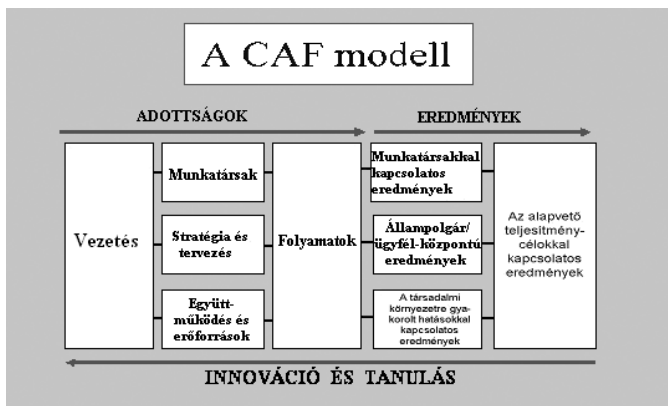 A CAF modell
ADOTTSÁGOK
EREDMÉNYEK
Vezetés
Munkatársak
Stratégia és
tervezés
Együtt-
működés és
erőforrások
Folyamatok
Munkatársakkal
kapcsolatos
eredmények
Állampolgár/
ügyfél-központú
eredmények
A társadalmi
környezetre gya-
korolt hatásokkal
kapcsolatos
eredmények
Az alapvető
teljesítmény-
célokkal
kapcsolatos
eredmények
INNOVÁCIÓ ÉS TANULÁS